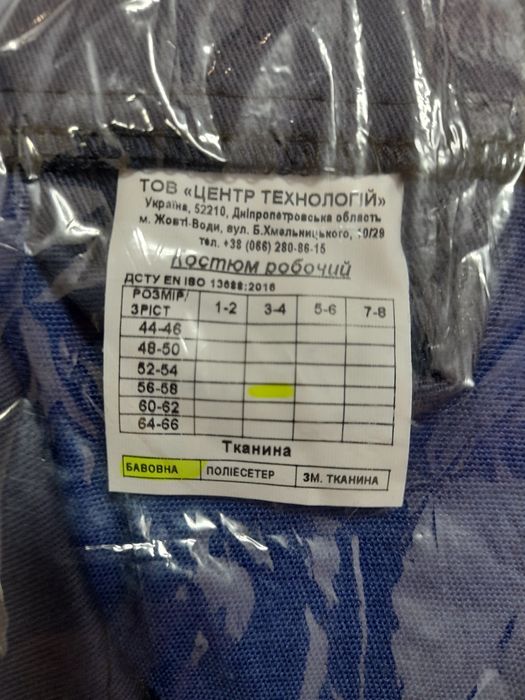 ТОВ «ЦЕНТР ТЕХНОЛОГІЙ»
Україна, 52210, Дніпропетровська область
м. Жовті-Води, вул. Б.Хмельницького, 10/29
тел. +38 (066) 280-86-15
Костюм робочий
ДСТУ EN ISO 13688:2016
РОЗМІР/ЗРІСТ 1-2 3-4 5-6 7-8
44-46
48-50
52-54
56-58
60-62
64-66
Тканина
БАВОВНА ПОЛІЕСЕТЕР ЗМ. ТКАНИНА